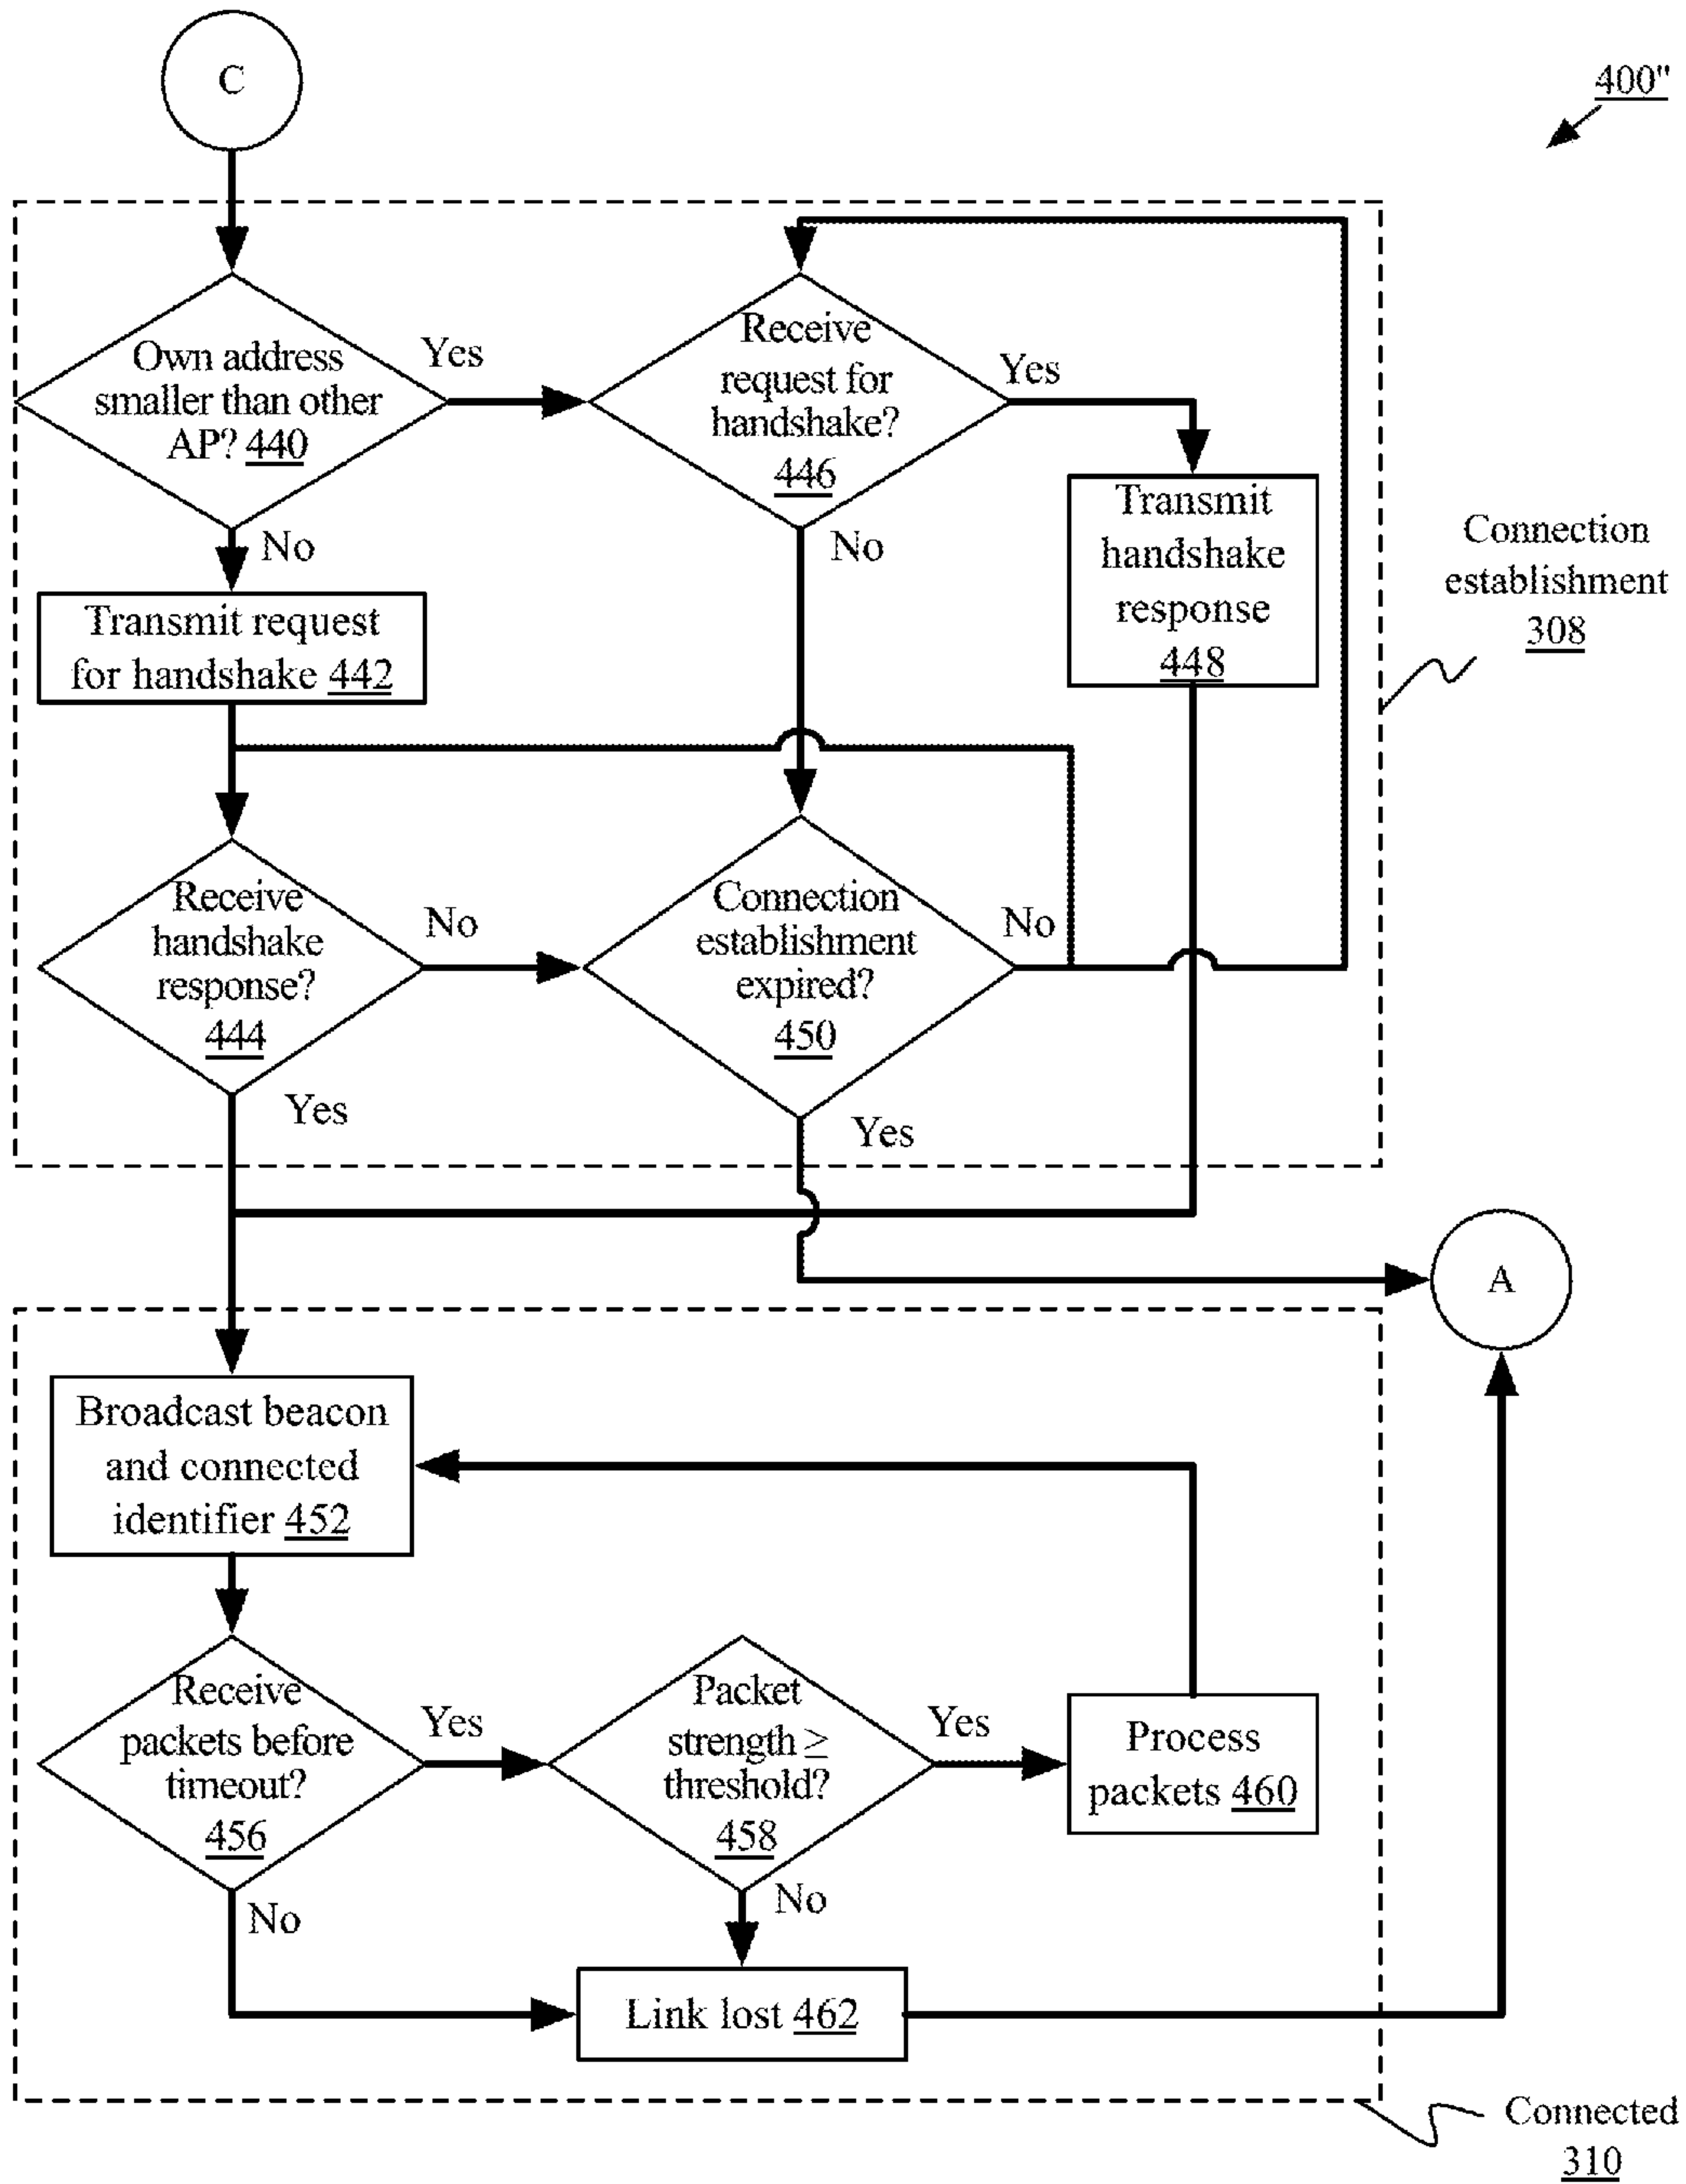 C
400"
Own address
smaller than other
AP? 440
Yes
No
Receive
request for
handshake?
446
Yes
No
Transmit
handshake
response
448
Connection
establishment
308
Transmit request
for handshake 442
Receive
handshake
response?
444
No
Yes
Connection
establishment
expired?
450
No
Yes
A
Broadcast beacon
and connected
identifier 452
Receive
packets before
timeout?
456
Yes
No
Packet
strength ≥
threshold?
458
Yes
No
Process
packets 460
Link lost 462
Connected
310